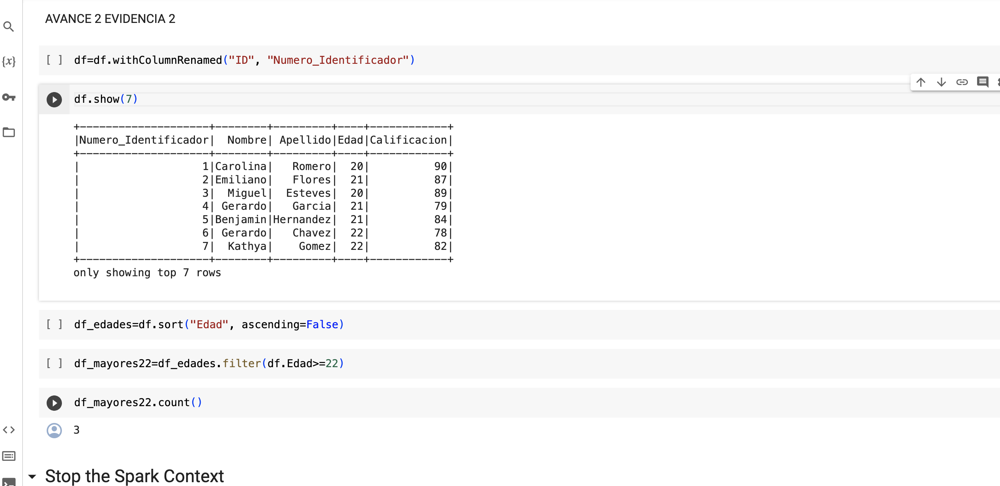 AVANCE 2 EVIDENCIA 2
[ ] df=df.withColumnRenamed("ID", "Numero_Identificador")
{x}
df.show(7)
+--------------------+--------+---------+----+------------+
|Numero_Identificador|  Nombre| Apellido|Edad|Calificacion|
+--------------------+--------+---------+----+------------+
|                   1|Carolina|   Romero|  20|          90|
|                   2|Emiliano|   Flores|  21|          87|
|                   3|  Miguel|  Esteves|  20|          89|
|                   4| Gerardo|   Garcia|  21|          79|
|                   5|Benjamin|Hernandez|  21|          84|
|                   6| Gerardo|   Chavez|  22|          78|
|                   7|  Kathya|    Gomez|  22|          82|
+--------------------+--------+---------+----+------------+
only showing top 7 rows
[ ] df_edades=df.sort("Edad", ascending=False)
[ ] df_mayores22=df_edades.filter(df.Edad>=22)
df_mayores22.count()
3
Stop the Spark Context